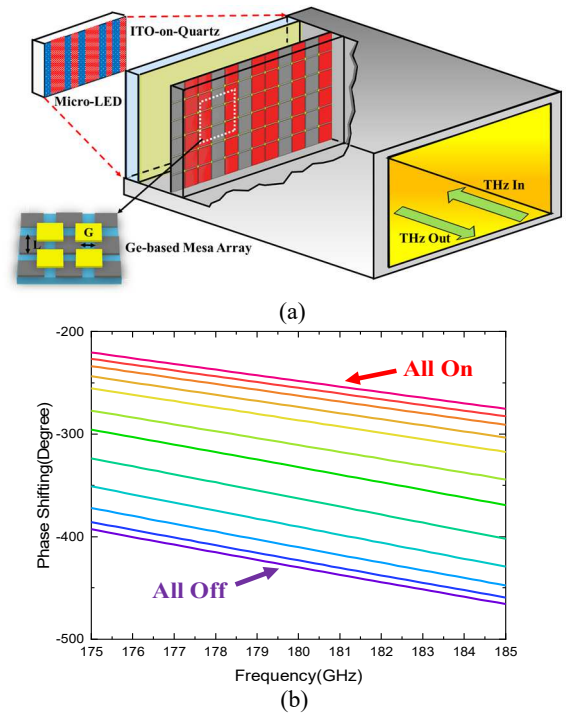 ITO-on-Quartz
Micro-LED
THz In
THz Out
G
L
Ge-based Mesa Array
(a)
-200
All On
-300
Phase Shifting(Degree)
-400
All Off
-500
175 176 177 178 179 180 181 182 183 184 185
Frequency(GHz)
(b)